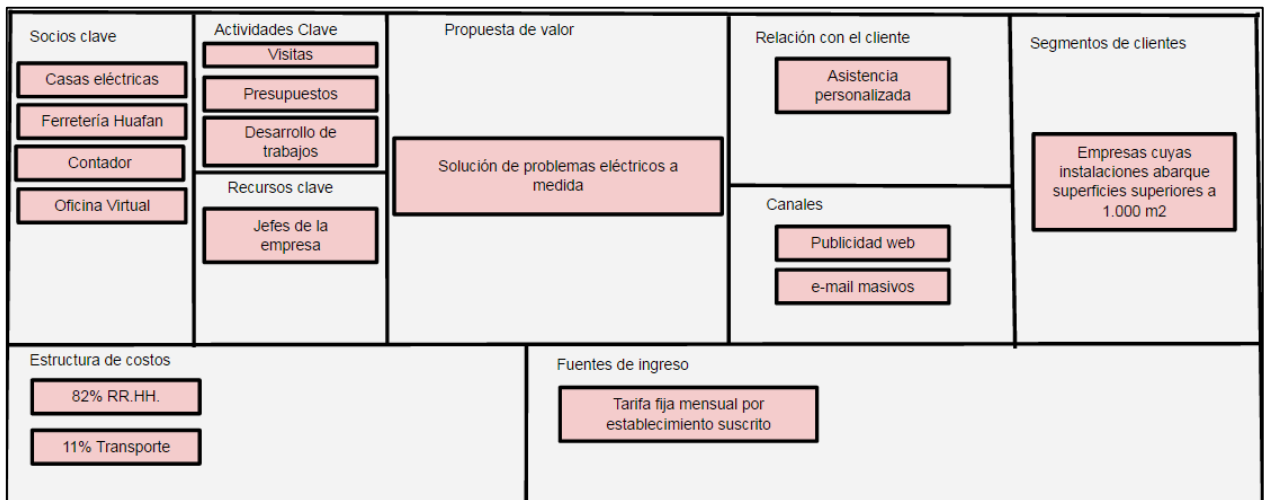 Socios clave
Casas eléctricas
Ferretería Huafan
Contador
Oficina Virtual
Actividades Clave
Visitas
Presupuestos
Desarrollo de
trabajos
Recursos clave
Jefes de la
empresa
Propuesta de valor
Solución de problemas eléctricos a
medida
Relación con el cliente
Asistencia
personalizada
Canales
Publicidad web
e-mail masivos
Segmentos de clientes
Empresas cuyas
instalaciones abarque
superficies superiores a
1.000 m2
Estructura de costos
82% RR.HH.
11% Transporte
Fuentes de ingreso
Tarifa fija mensual por
establecimiento suscrito